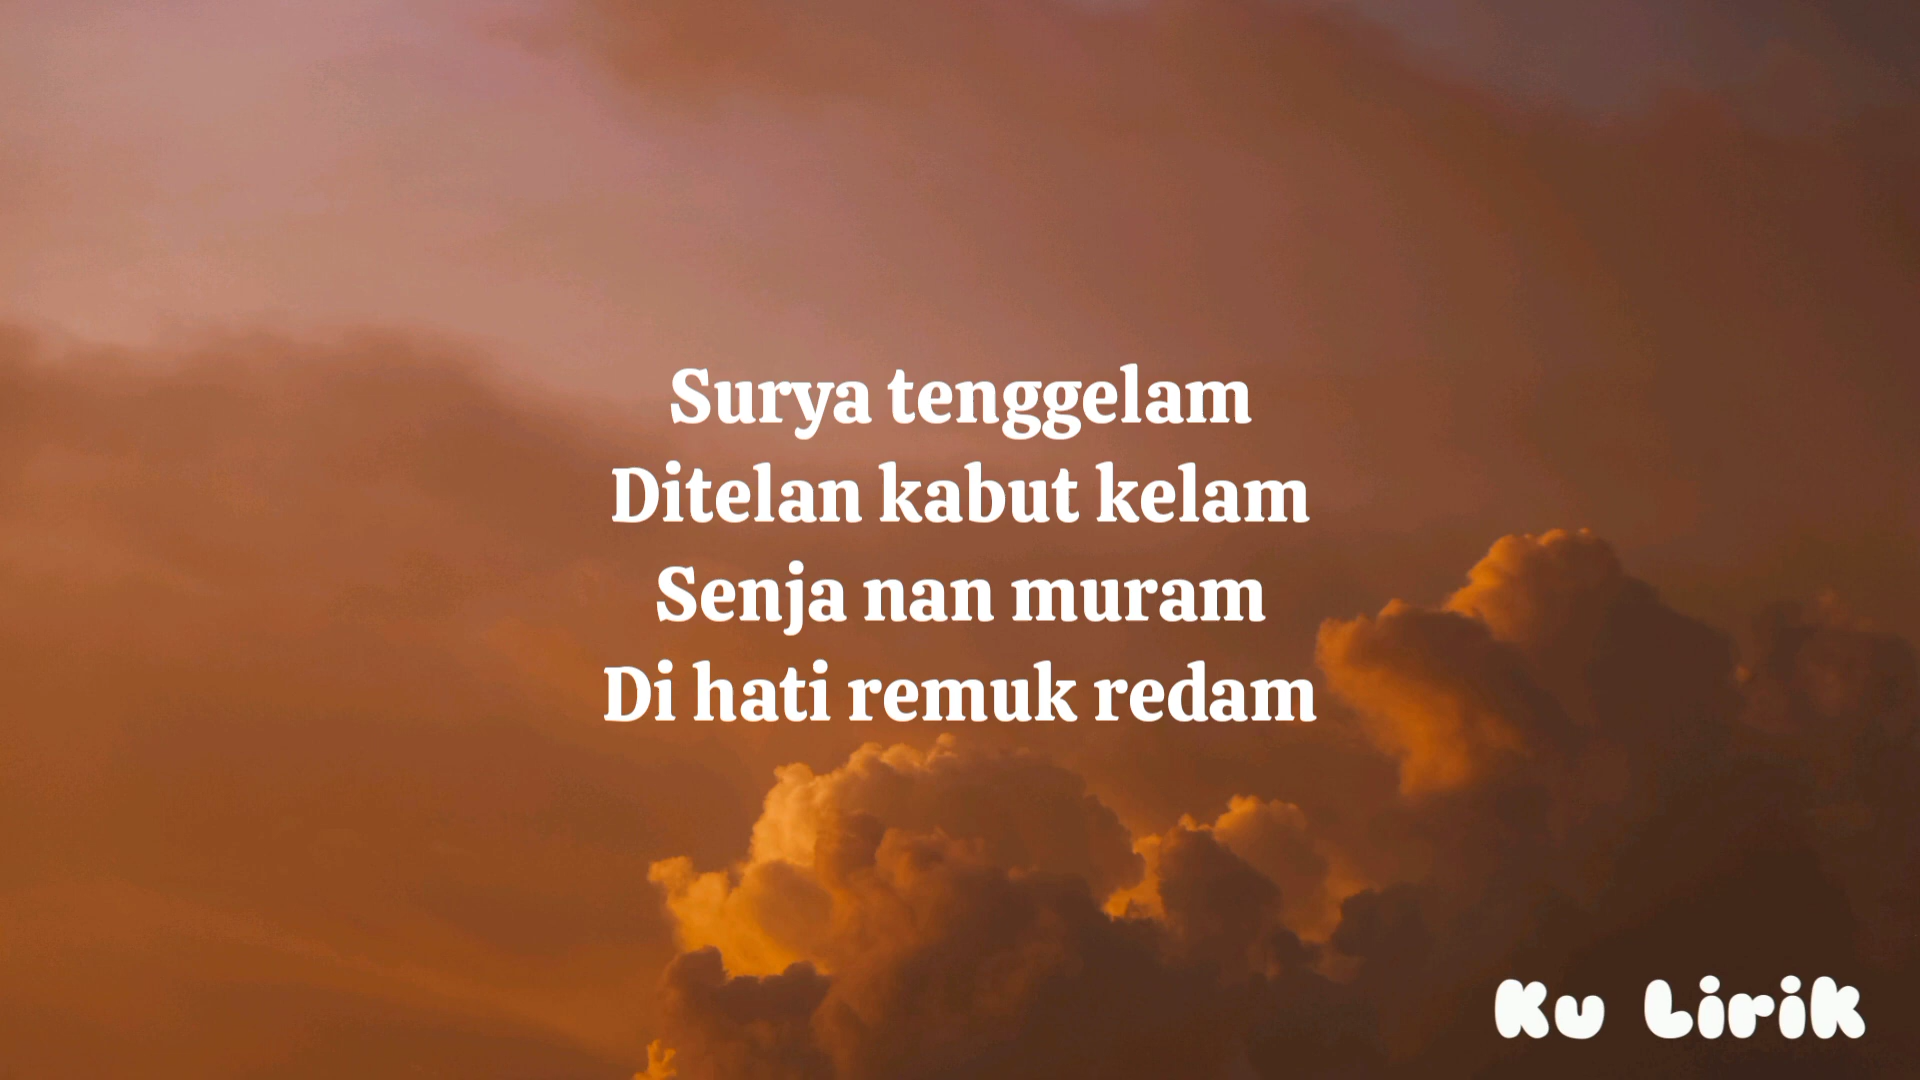 Surya tenggelam
Ditelan kabut kelam
Senja nan muram
Di hati remuk redam
Ku Lirik